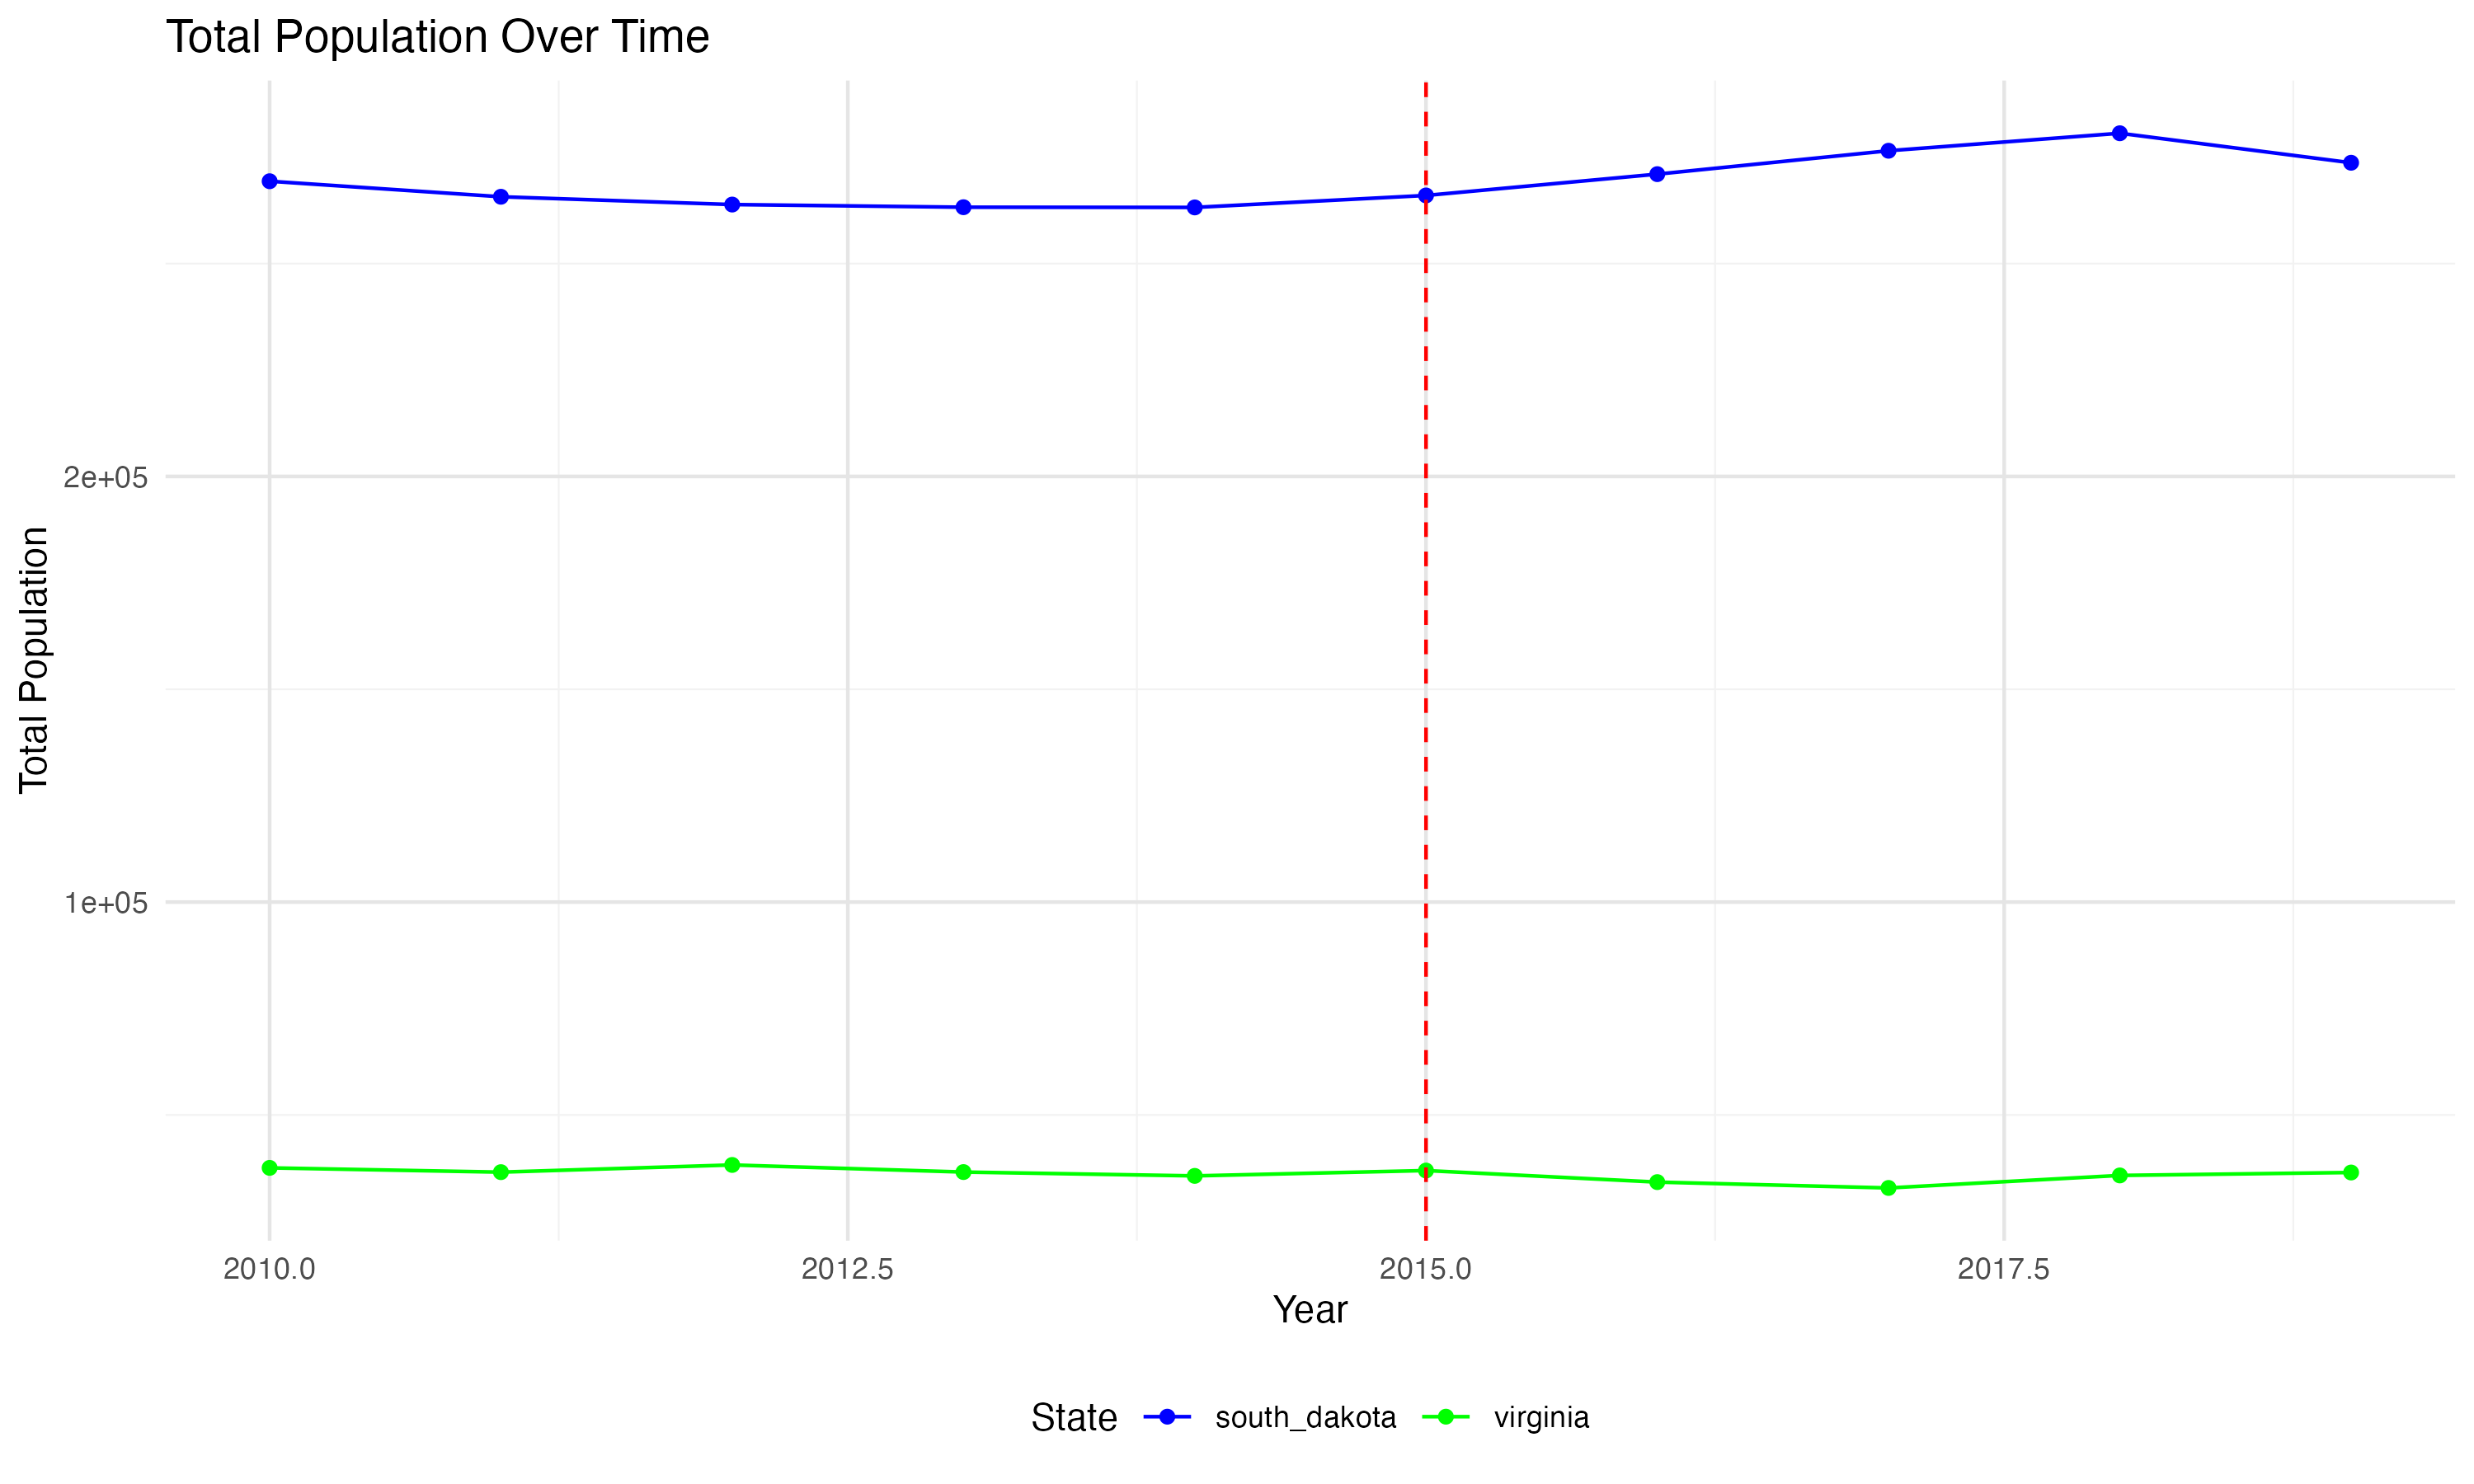 Total Population Over Time
Total Population
2e+05
1e+05
2010.0 2012.5 2015.0 2017.5
Year
State south_dakota virginia